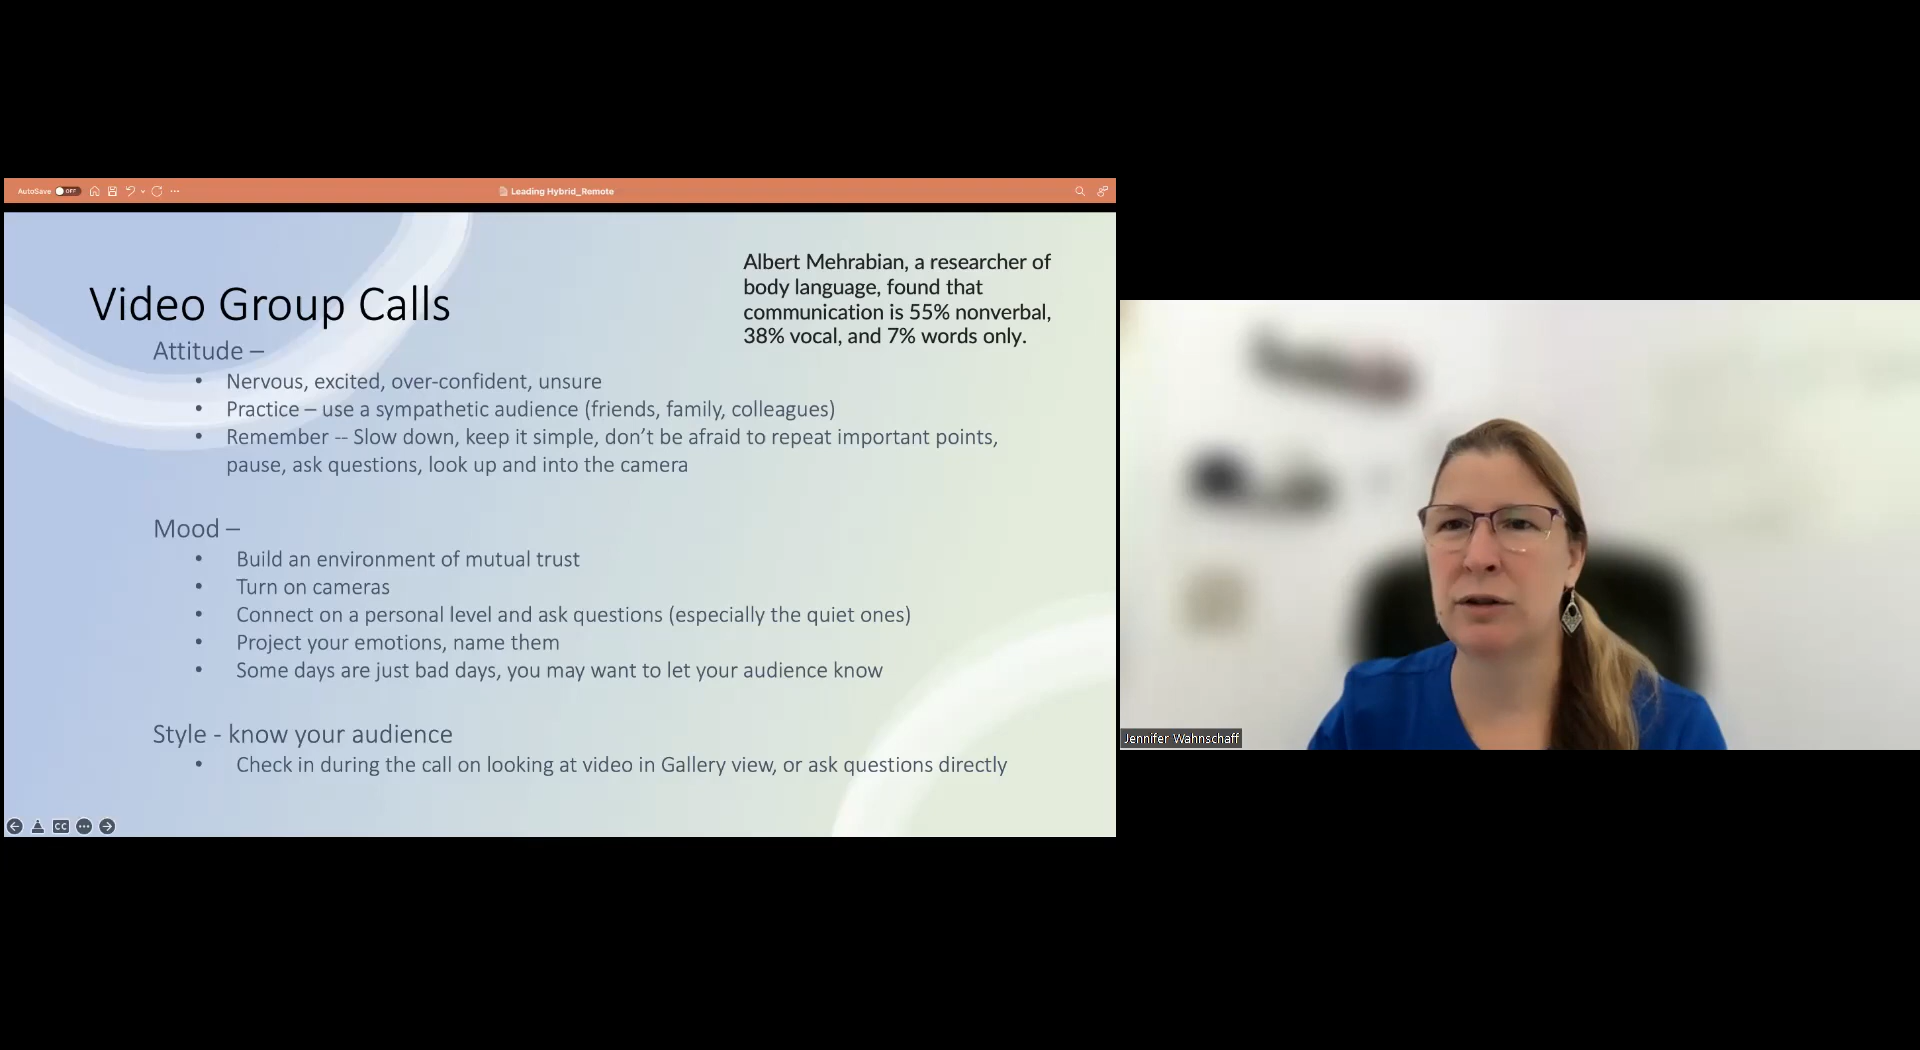 AutoSave OFF
Leading Hybrid_Remote
Video Group Calls
Albert Mehrabian, a researcher of
body language, found that
communication is 55% nonverbal,
38% vocal, and 7% words only.
Attitude –
• Nervous, excited, over-confident, unsure
• Practice – use a sympathetic audience (friends, family, colleagues)
• Remember -- Slow down, keep it simple, don’t be afraid to repeat important points,
pause, ask questions, look up and into the camera
Mood –
• Build an environment of mutual trust
• Turn on cameras
• Connect on a personal level and ask questions (especially the quiet ones)
• Project your emotions, name them
• Some days are just bad days, you may want to let your audience know
Style - know your audience
• Check in during the call on looking at video in Gallery view, or ask questions directly
CC
Jennifer Wahnschaff